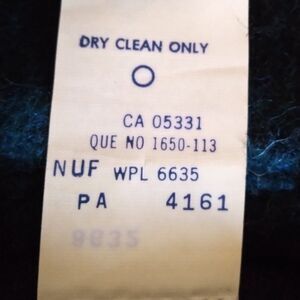 DRY CLEAN ONLY
CA 05331
QUE NO 1650-113
NUF WPL 6635
PA 4161